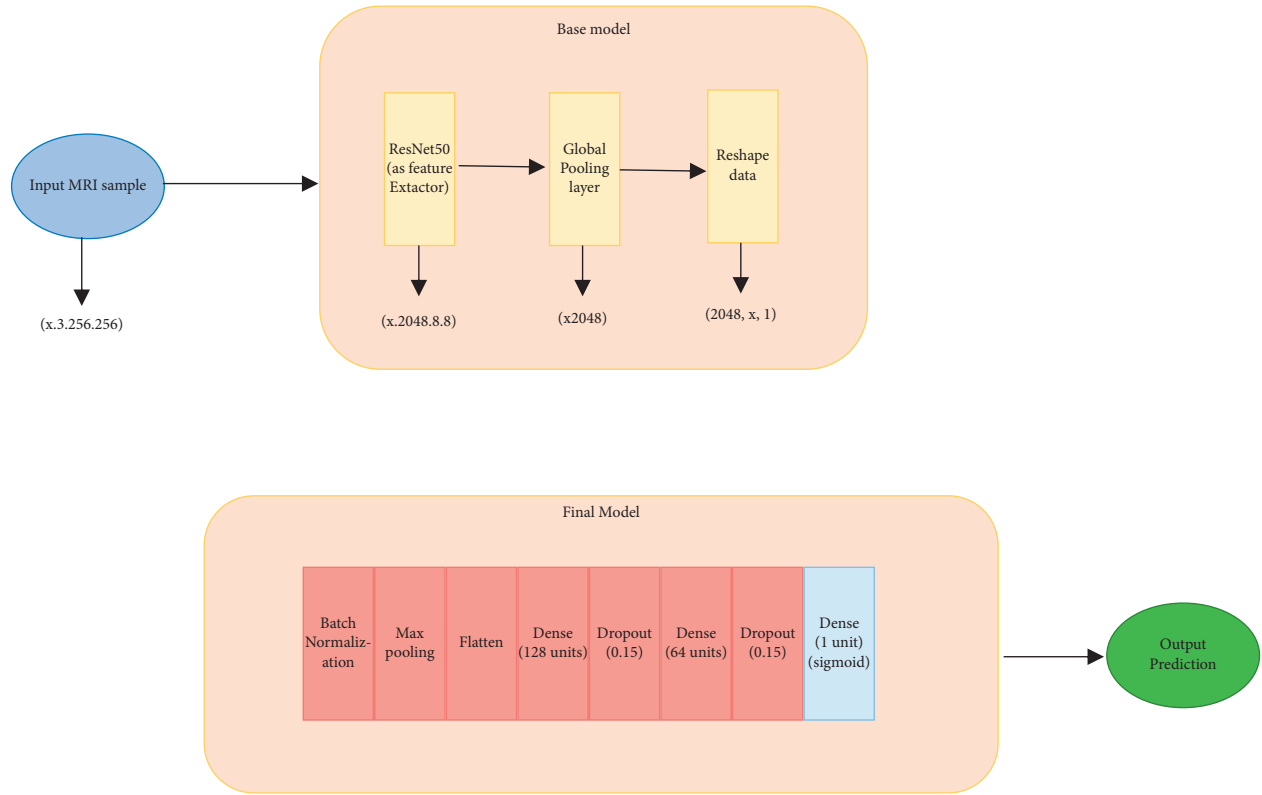 Base model
Input MRI sample
(x.3.256.256)
ResNet50
(as feature
Extactor)
(x.2048.8.8)
Global
Pooling
layer
(x2048)
Reshape
data
(2048, x, 1)
Final Model
Batch
Normaliz-
ation
Max
pooling
Flatten
Dense
(128 units)
Dropout
(0.15)
Dense
(64 units)
Dropout
(0.15)
Dense
(1 unit)
(sigmoid)
Output
Prediction